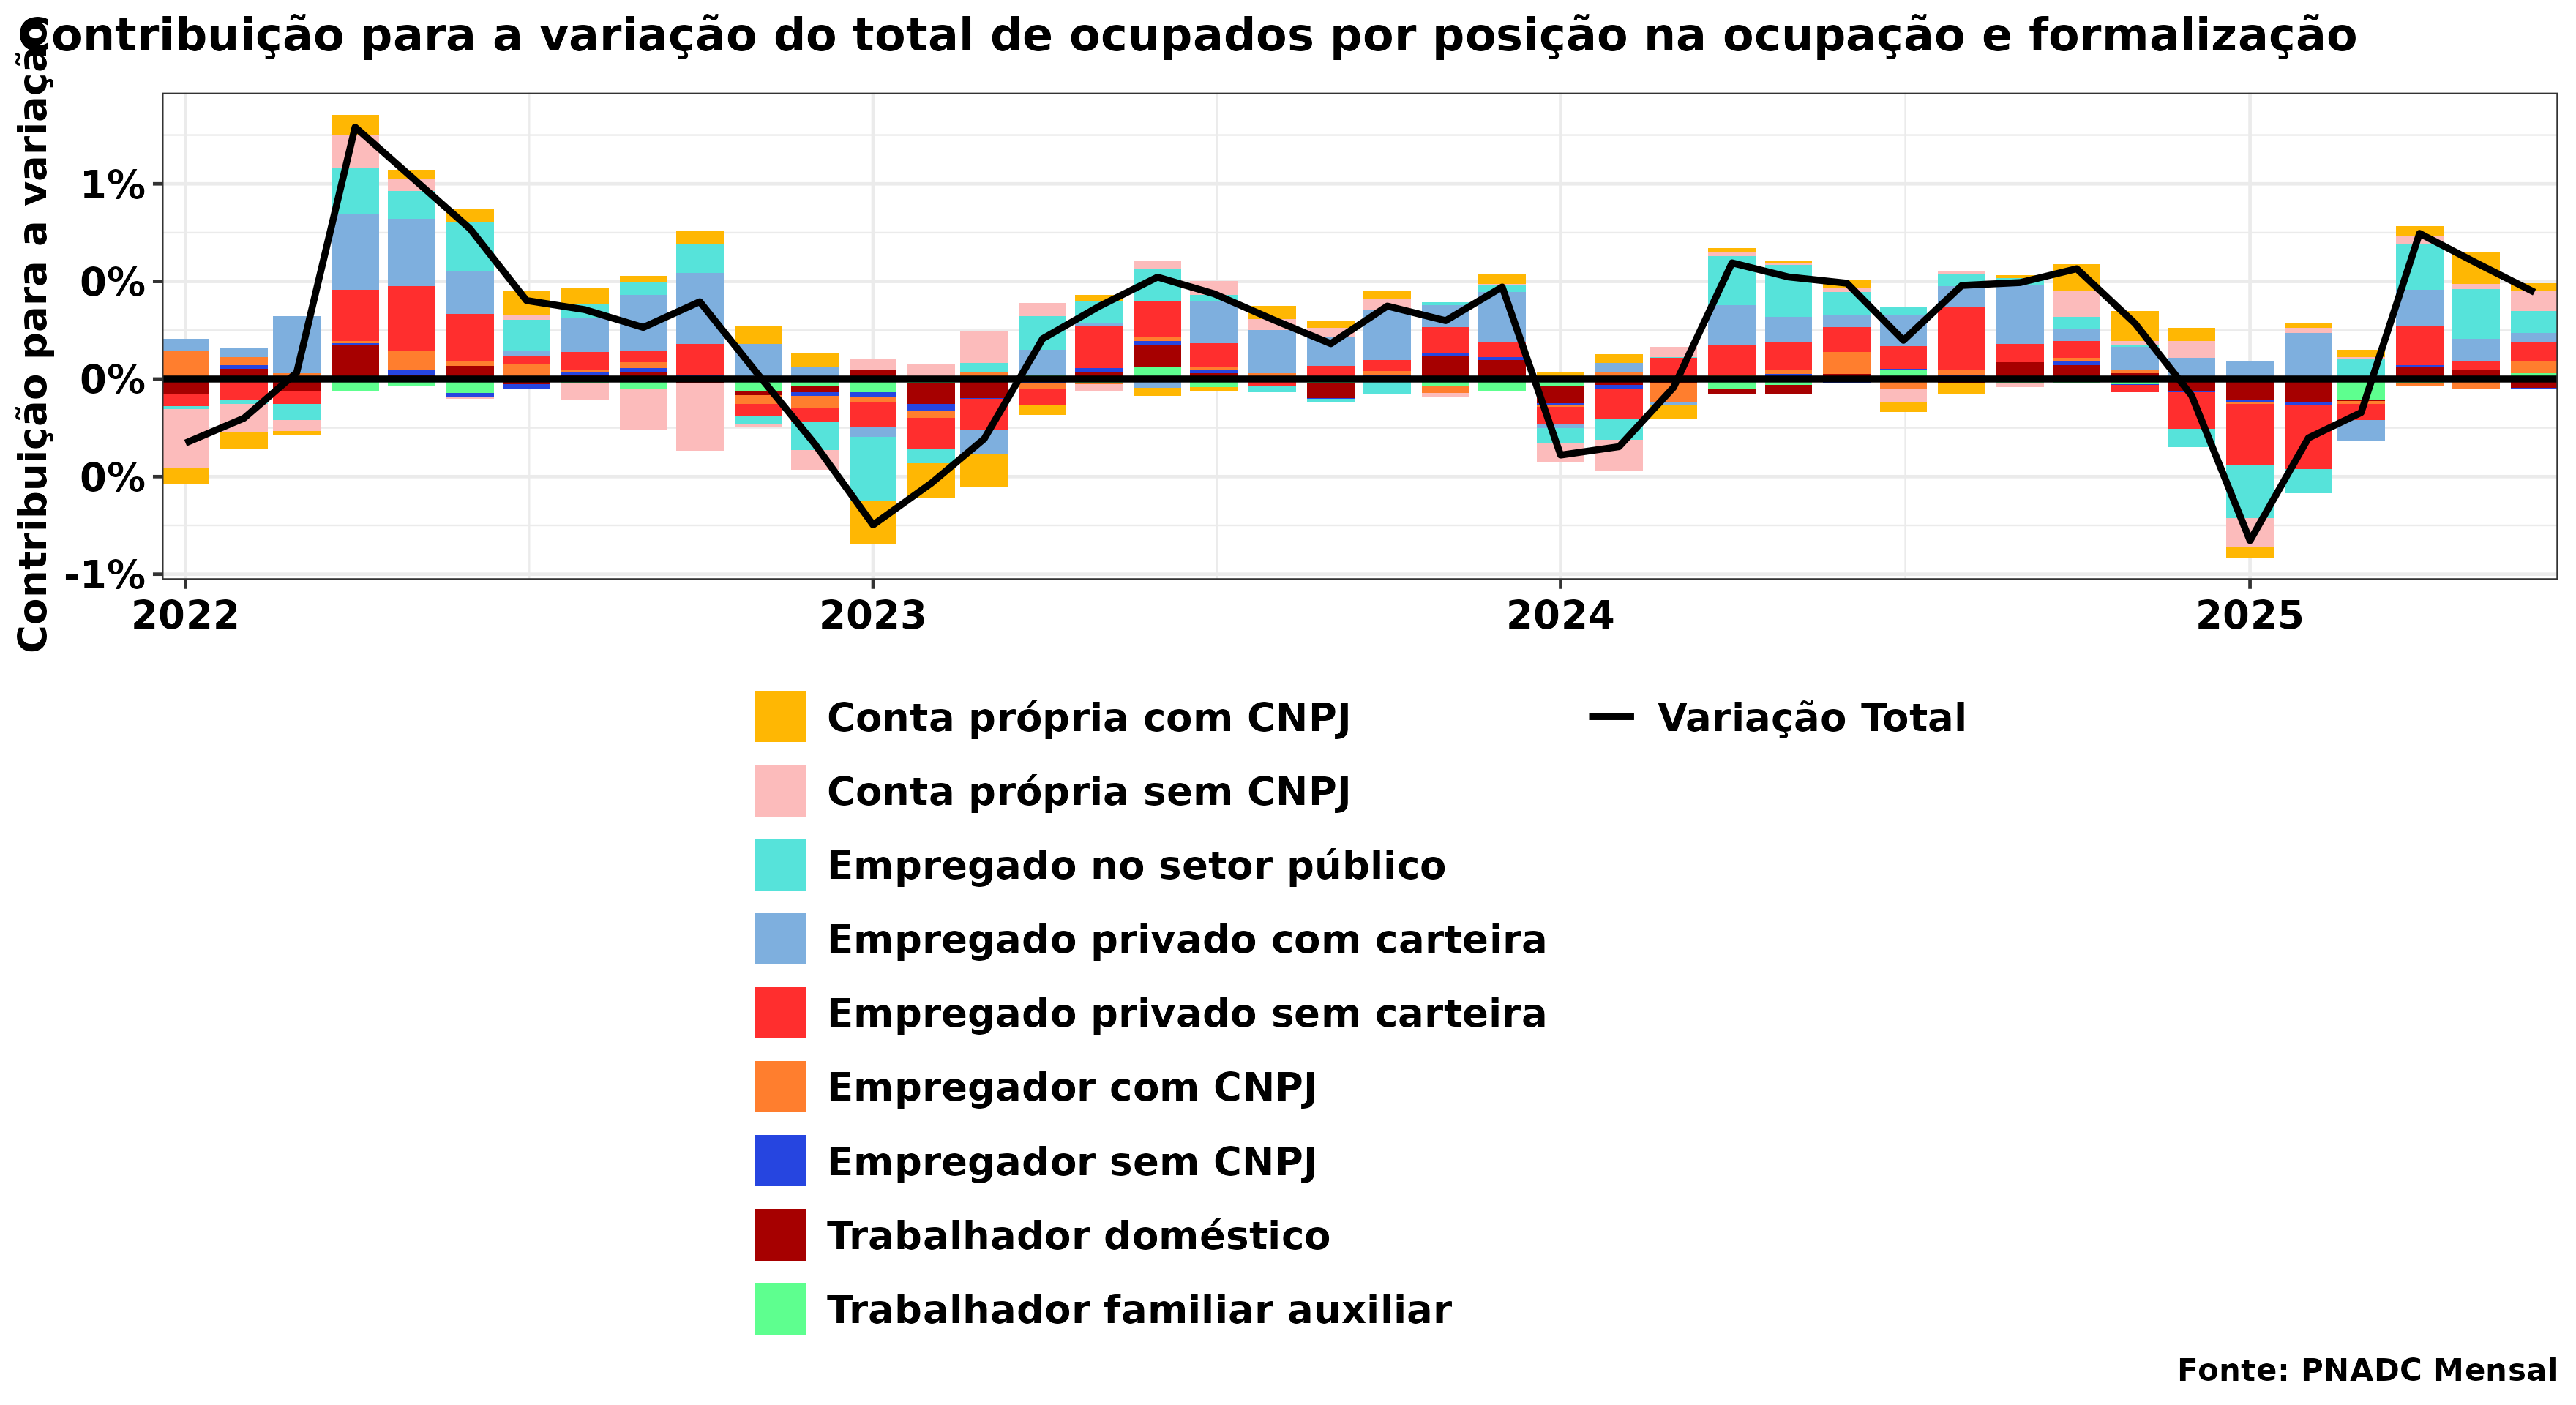 Contribuição para a variação do total de ocupados por posição na ocupação e formalização
Contribuição para a variação
1%
0%
0%
0%
-1%
2022
2023
2024
2025
Conta própria com CNPJ
Conta própria sem CNPJ
Empregado no setor público
Empregado privado com carteira
Empregado privado sem carteira
Empregador com CNPJ
Empregador sem CNPJ
Trabalhador doméstico
Trabalhador familiar auxiliar
Variação Total
Fonte: PNADC Mensal